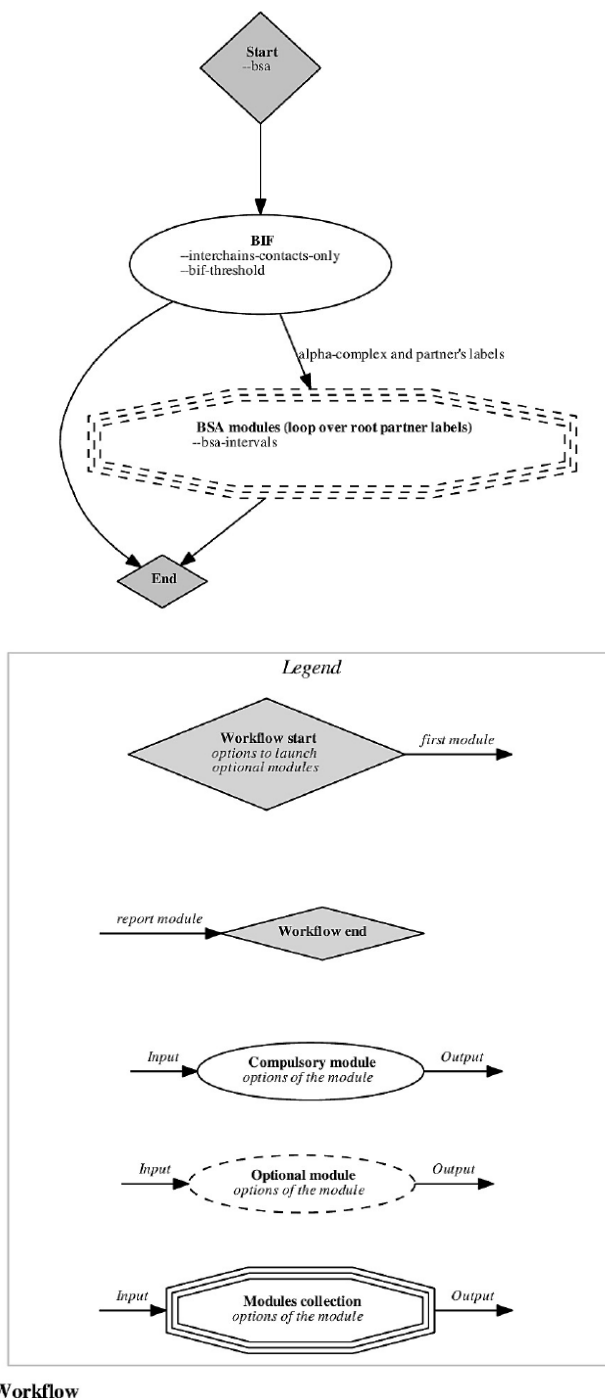 Start
--bsa
BIF
--interchains-contacts-only
--bif-threshold
alpha-complex and partner's labels
BSA modules (loop over root partner labels)
--bsa-intervals
End
Legend
Workflow start
options to launch
optional modules
first module
report module
Workflow end
Input
Compulsory module
options of the module
Output
Input
Optional module
options of the module
Output
Input
Modules collection
options of the module
Output
Workflow